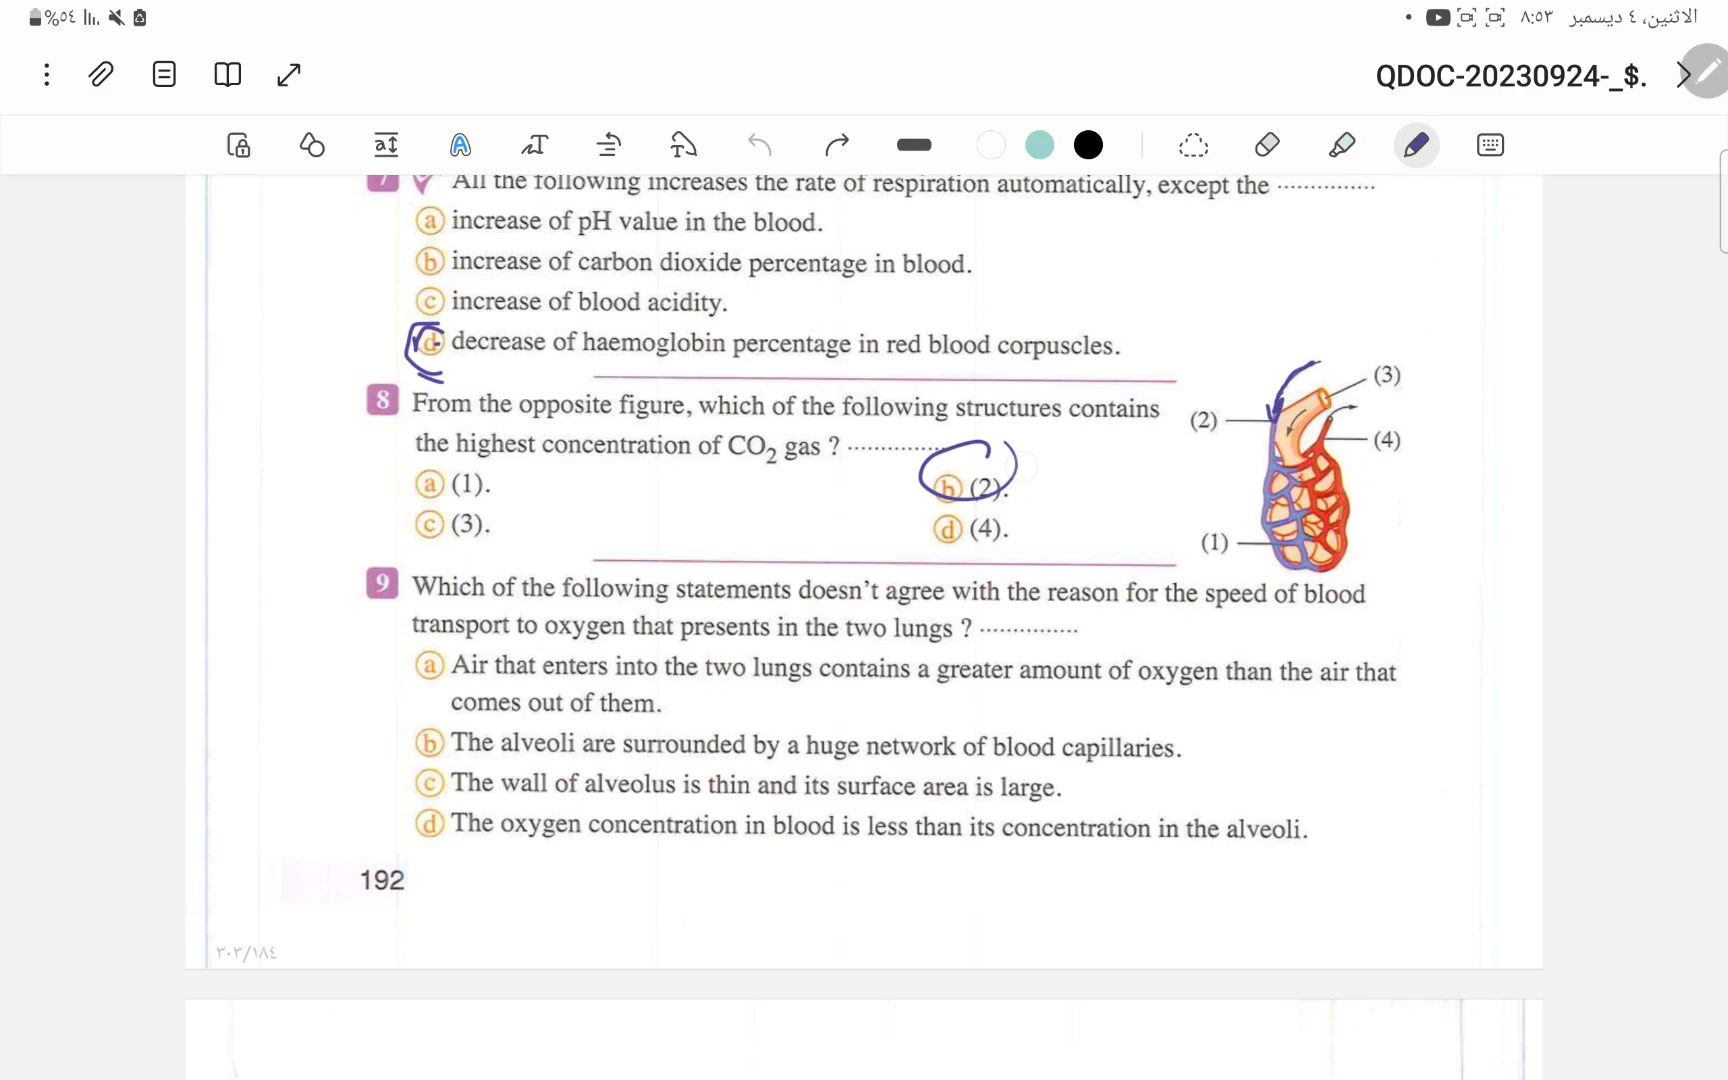 %٥٤
الاثنين، ٤ ديسمبر ٨:٥٣
QDOC-20230924-_$.
7 All the following increases the rate of respiration automatically, except the ...............
a increase of pH value in the blood.
b increase of carbon dioxide percentage in blood.
c increase of blood acidity.
d decrease of haemoglobin percentage in red blood corpuscles.
8 From the opposite figure, which of the following structures contains
the highest concentration of CO₂ gas ? ...............
a (1).
b (2).
c (3).
d (4).
(3)
(2)
(4)
(1)
9 Which of the following statements doesn't agree with the reason for the speed of blood
transport to oxygen that presents in the two lungs ? ...............
a Air that enters into the two lungs contains a greater amount of oxygen than the air that
comes out of them.
b The alveoli are surrounded by a huge network of blood capillaries.
c The wall of alveolus is thin and its surface area is large.
d The oxygen concentration in blood is less than its concentration in the alveoli.
192
٣٠٣/١٨٤